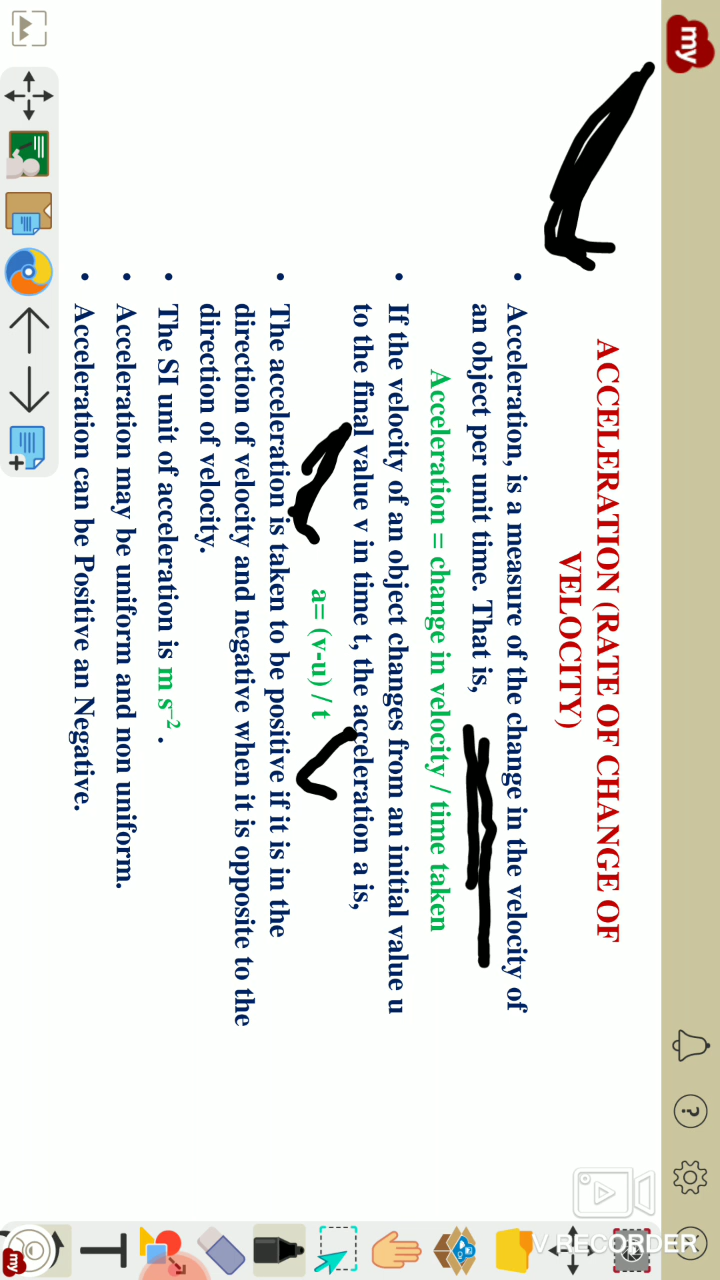 my
ACCELERATION (RATE OF CHANGE OF
VELOCITY)
• Acceleration, is a measure of the change in the velocity of
an object per unit time. That is,
Acceleration = change in velocity / time taken
• If the velocity of an object changes from an initial value u
to the final value v in time t, the acceleration a is,
a= (v-u) / t
• The acceleration is taken to be positive if it is in the
direction of velocity and negative when it is opposite to the
direction of velocity.
• The SI unit of acceleration is m s⁻² .
• Acceleration may be uniform and non uniform.
• Acceleration can be Positive an Negative.
V RECORDER
my